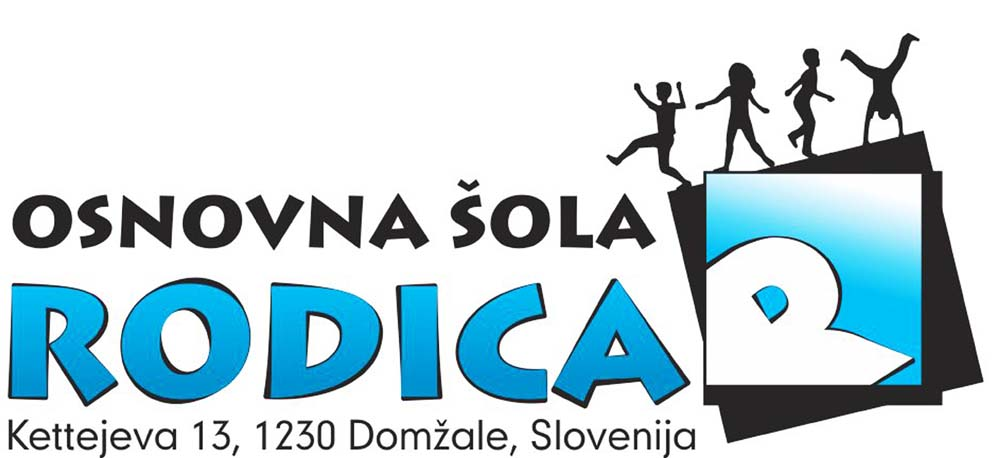 OSNOVNA ŠOLA
RODICA
Kettejeva 13, 1230 Domžale, Slovenija